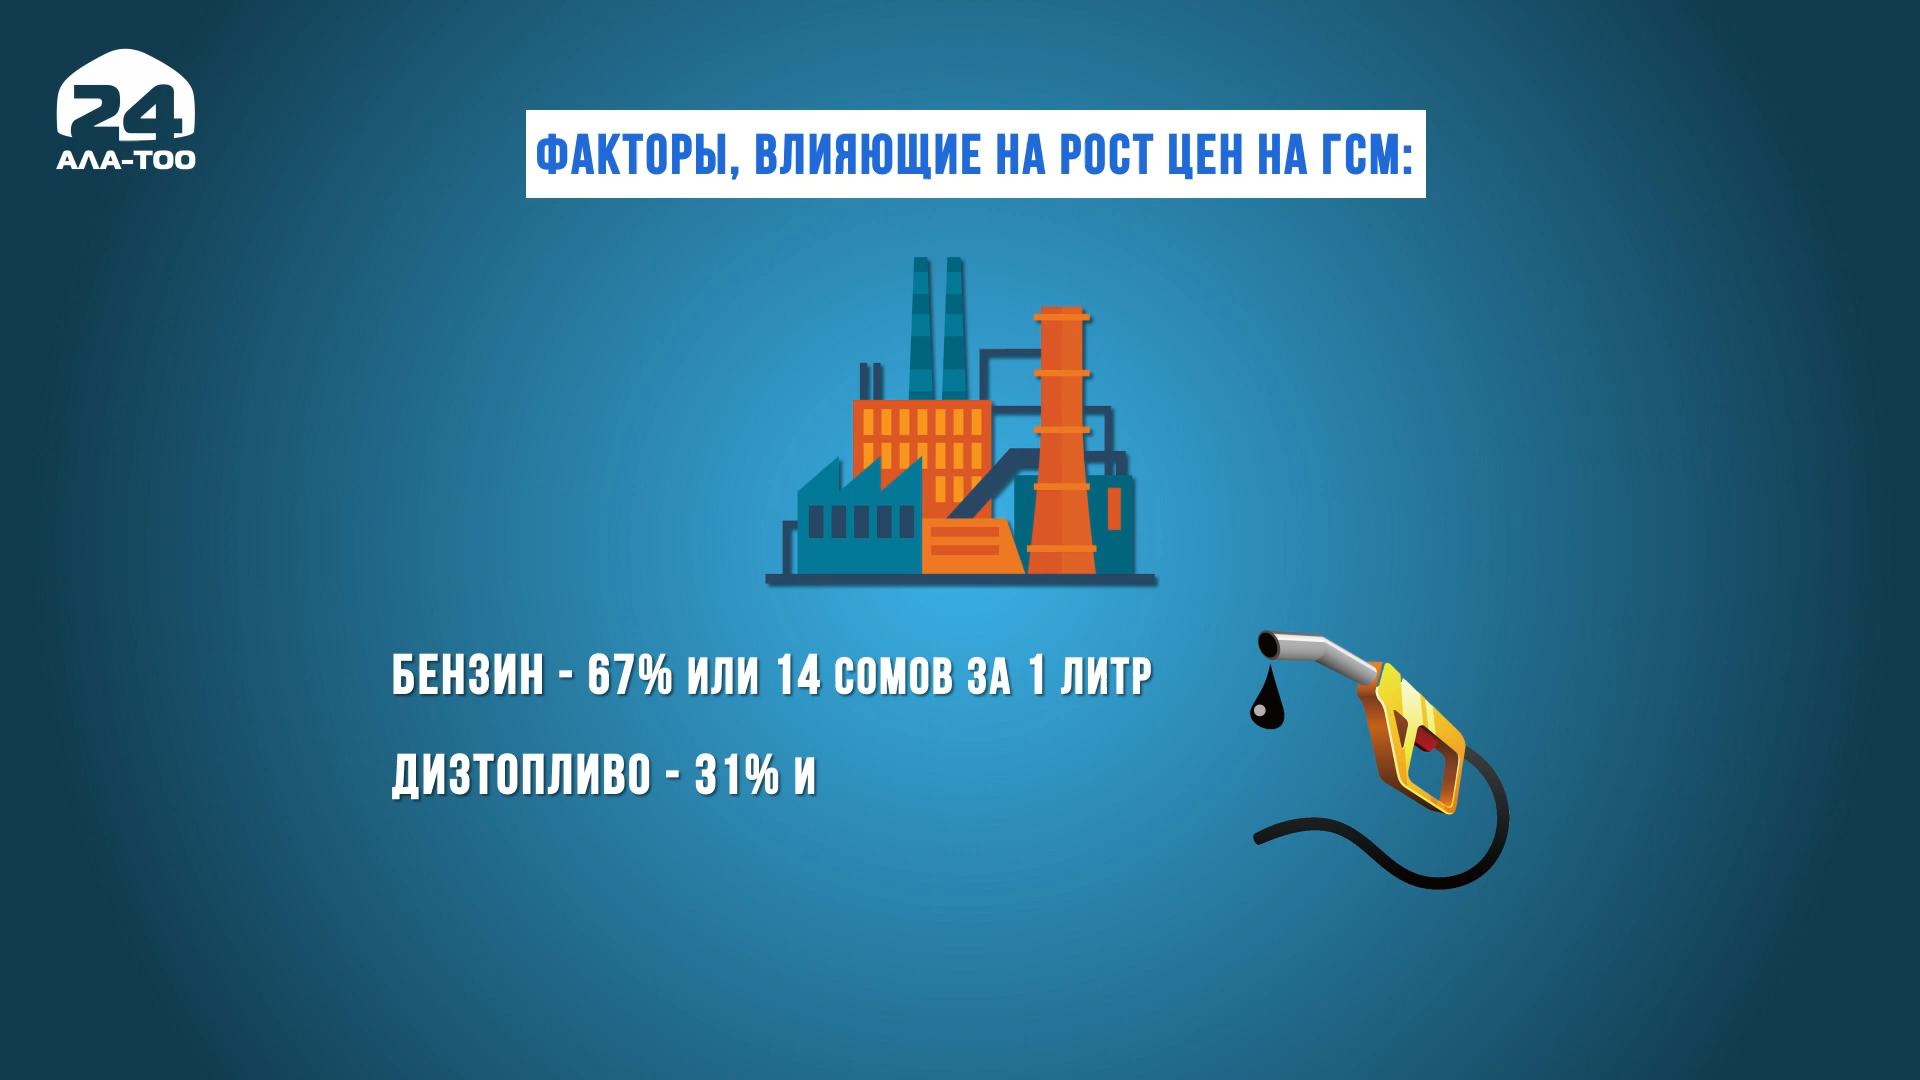 24
АЛА-ТОО
ФАКТОРЫ, ВЛИЯЮЩИЕ НА РОСТ ЦЕН НА ГСМ:
БЕНЗИН - 67% ИЛИ 14 СОМОВ ЗА 1 ЛИТР
ДИЗТОПЛИВО - 31% И